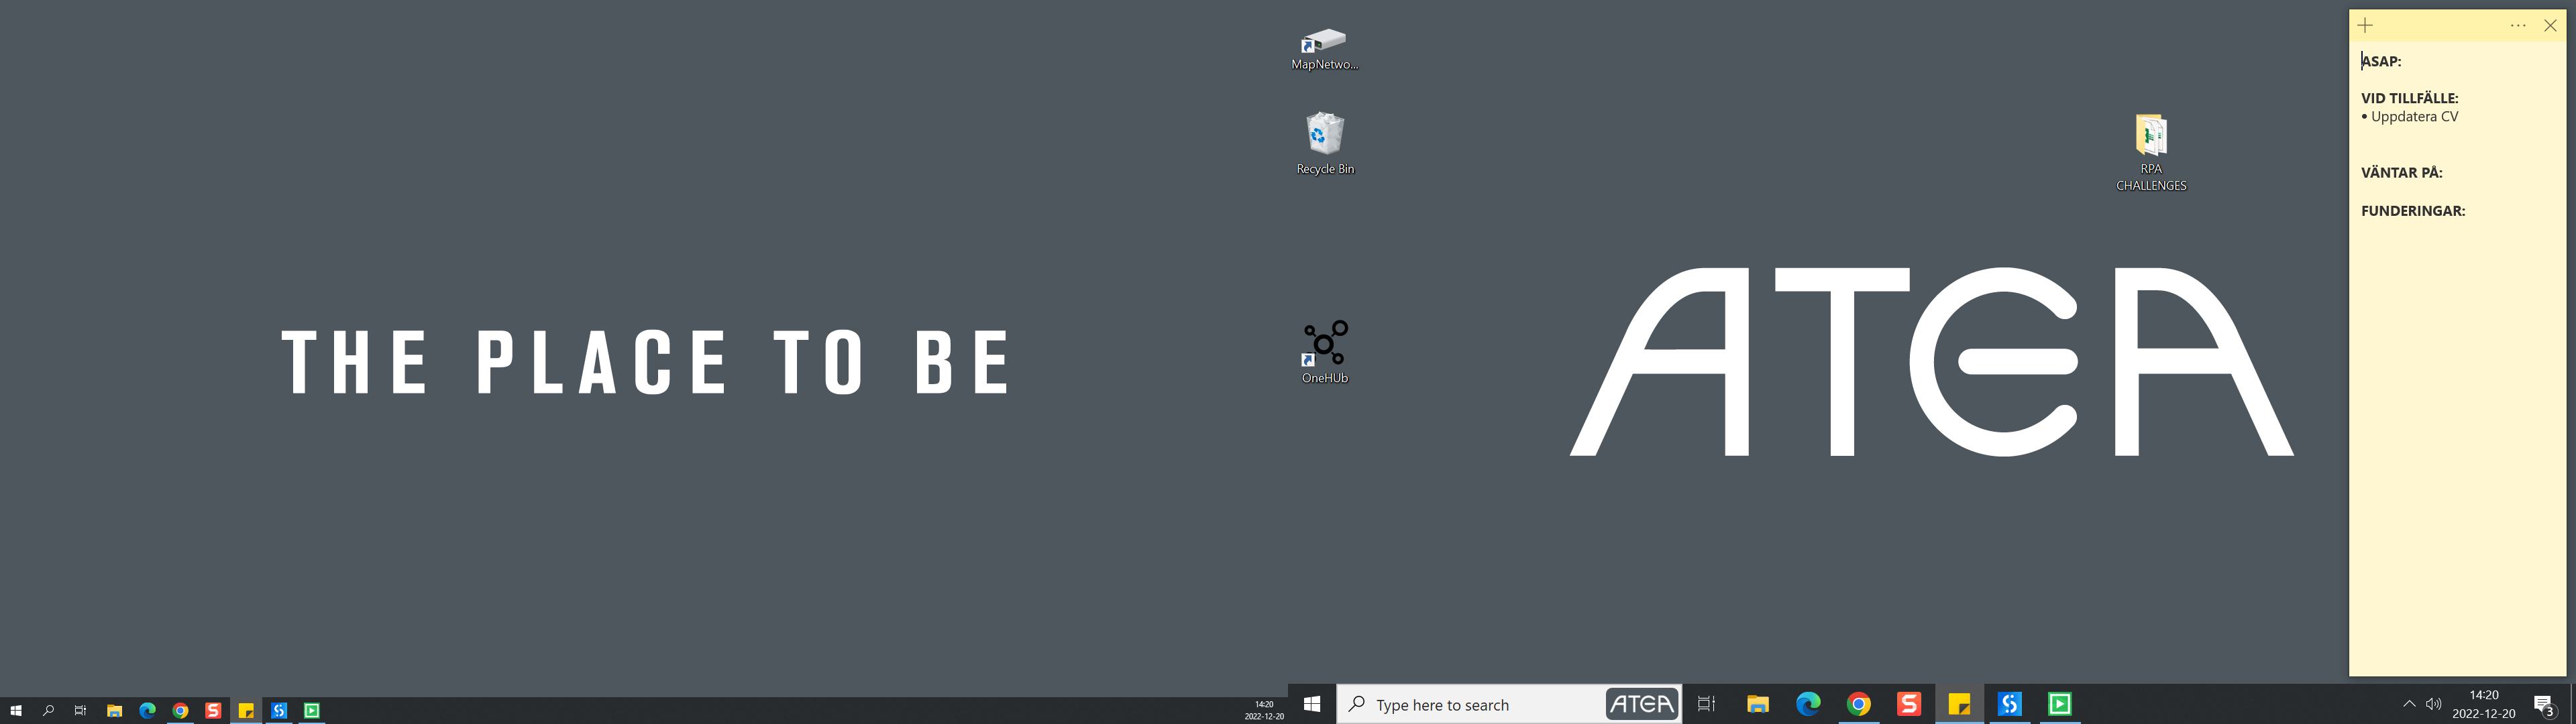 THE PLACE TO BE
14:20
2022-12-20
MapNetwo...
Recycle Bin
OneHUb
RPA
CHALLENGES
ATEA
ASAP:
VID TILLFÄLLE:
• Uppdatera CV
VÄNTAR PÅ:
FUNDERINGAR:
Type here to search
ATEA
14:20
2022-12-20
3